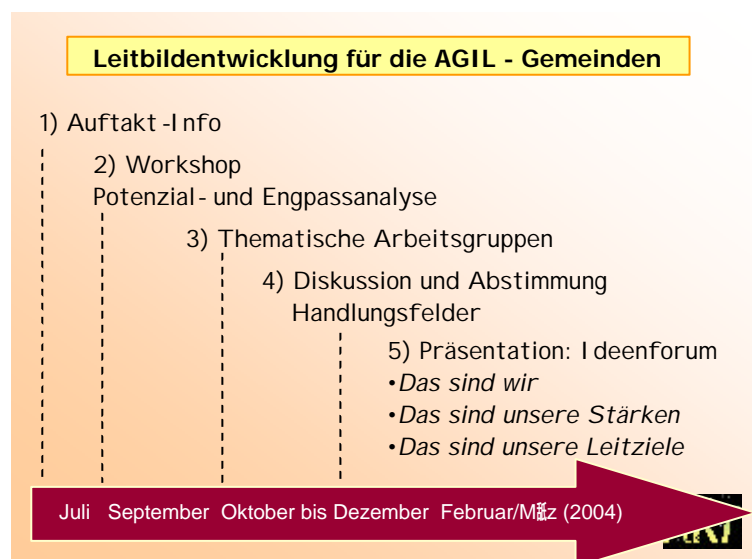 Leitbildentwicklung für die AGIL - Gemeinden
1) Auftakt-Info
2) Workshop
Potenzial- und Engpassanalyse
3) Thematische Arbeitsgruppen
4) Diskussion und Abstimmung
Handlungsfelder
5) Präsentation: Ideenforum
•Das sind wir
•Das sind unsere Stärken
•Das sind unsere Leitziele
Juli September Oktober bis Dezember Februar/ (2004)